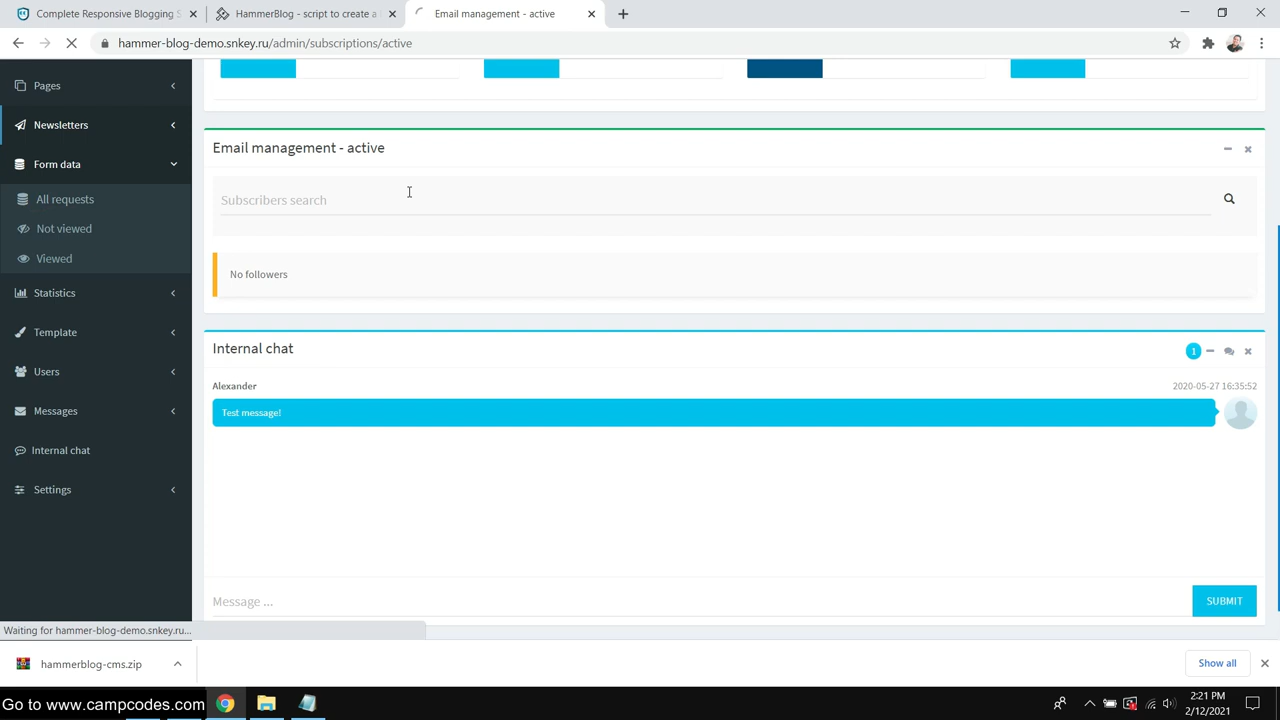 Complete Responsive Blogging S
HammerBlog - script to create a
Email management - active
hammer-blog-demo.snkey.ru/admin/subscriptions/active
Pages
Newsletters
Form data
All requests
Not viewed
Viewed
Statistics
Template
Users
Messages
Internal chat
Settings
Email management - active
Subscribers search
No followers
Internal chat
1
Alexander
2020-05-27 16:35:52
Test message!
Message ...
SUBMIT
Waiting for hammer-blog-demo.snkey.ru...
hammerblog-cms.zip
Show all
Go to www.campcodes.com
2:21 PM
2/12/2021